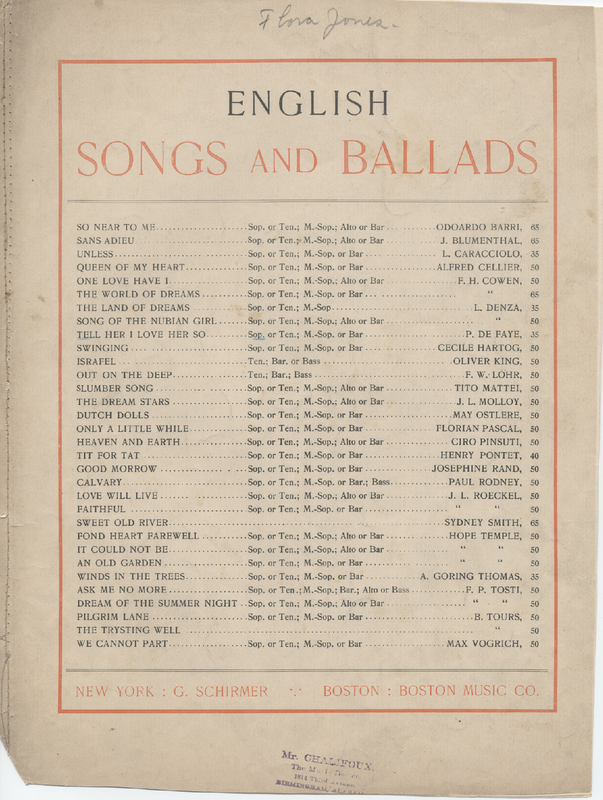 Flora Jones.
ENGLISH
SONGS AND BALLADS
SO NEAR TO ME Sop. or Ten.; M.-Sop.; Alto or Bar ODOARDO BARRI, 65
SANS ADIEU Sop. or Ten.; M.-Sop.; Alto or Bar J. BLUMENTHAL, 65
UNLESS Sop. or Ten.; M.-Sop. or Bar L. CARACCIOLO, 35
QUEEN OF MY HEART Sop. or Ten.; M.-Sop. or Bar ALFRED CELLIER, 50
ONE LOVE HAVE I Sop. or Ten.; M.-Sop.; Alto or Bar F. H. COWEN, 50
THE WORLD OF DREAMS Sop. or Ten.; M.-Sop. or Bar " 65
THE LAND OF DREAMS Sop. or Ten.; M.-Sop L. DENZA, 35
SONG OF THE NUBIAN GIRL Sop. or Ten.; M.-Sop.; Alto or Bar " 50
TELL HER I LOVE HER SO Sop. or Ten.; M.-Sop. or Bar P. DE FAYE, 35
SWINGING Sop. or Ten.; M.-Sop. or Bar CECILE HARTOG, 50
ISRAFEL Ten.; Bar. or Bass OLIVER KING, 50
OUT ON THE DEEP Ten.; Bar.; Bass F. W. LÖHR, 50
SLUMBER SONG Sop. or Ten.; M.-Sop.; Alto or Bar TITO MATTEI, 50
THE DREAM STARS Sop. or Ten.; M.-Sop.; Alto or Bar J. L. MOLLOY, 50
DUTCH DOLLS Sop. or Ten.; M.-Sop. or Bar MAY OSTLERE, 50
ONLY A LITTLE WHILE Sop. or Ten.; M.-Sop. or Bar FLORIAN PASCAL, 50
HEAVEN AND EARTH Sop. or Ten.; M.-Sop.; Alto or Bar CIRO PINSUTI, 50
TIT FOR TAT Sop. or Ten.; M.-Sop. or Bar HENRY PONTET, 40
GOOD MORROW Sop. or Ten.; M.-Sop. or Bar JOSEPHINE RAND, 50
CALVARY Sop. or Ten.; M.-Sop. or Bar.; Bass PAUL RODNEY, 50
LOVE WILL LIVE Sop. or Ten.; M.-Sop.; Alto or Bar J. L. ROECKEL, 50
FAITHFUL Sop. or Ten.; M.-Sop. or Bar " " 50
SWEET OLD RIVER SYDNEY SMITH, 65
FOND HEART FAREWELL Sop. or Ten.; M.-Sop.; Alto or Bar HOPE TEMPLE, 50
IT COULD NOT BE Sop. or Ten.; M.-Sop.; Alto or Bar " " 50
AN OLD GARDEN Sop. or Ten.; M.-Sop. or Bar " " 50
WINDS IN THE TREES Sop. or Ten.; M.-Sop. or Bar A. GORING THOMAS, 35
ASK ME NO MORE Sop. or Ten.; M.-Sop.; Bar.; Alto or Bass F. P. TOSTI, 50
DREAM OF THE SUMMER NIGHT Sop. or Ten.; M.-Sop.; Alto or Bar " " 50
PILGRIM LANE Sop. or Ten.; M.-Sop. or Bar B. TOURS, 50
THE TRYSTING WELL " 50
WE CANNOT PART Sop. or Ten.; M.-Sop. or Bar MAX VOGRICH, 50
NEW YORK : G. SCHIRMER BOSTON : BOSTON MUSIC CO.
Mr. CHALIFOUX,
The
BIRMINGHAM,